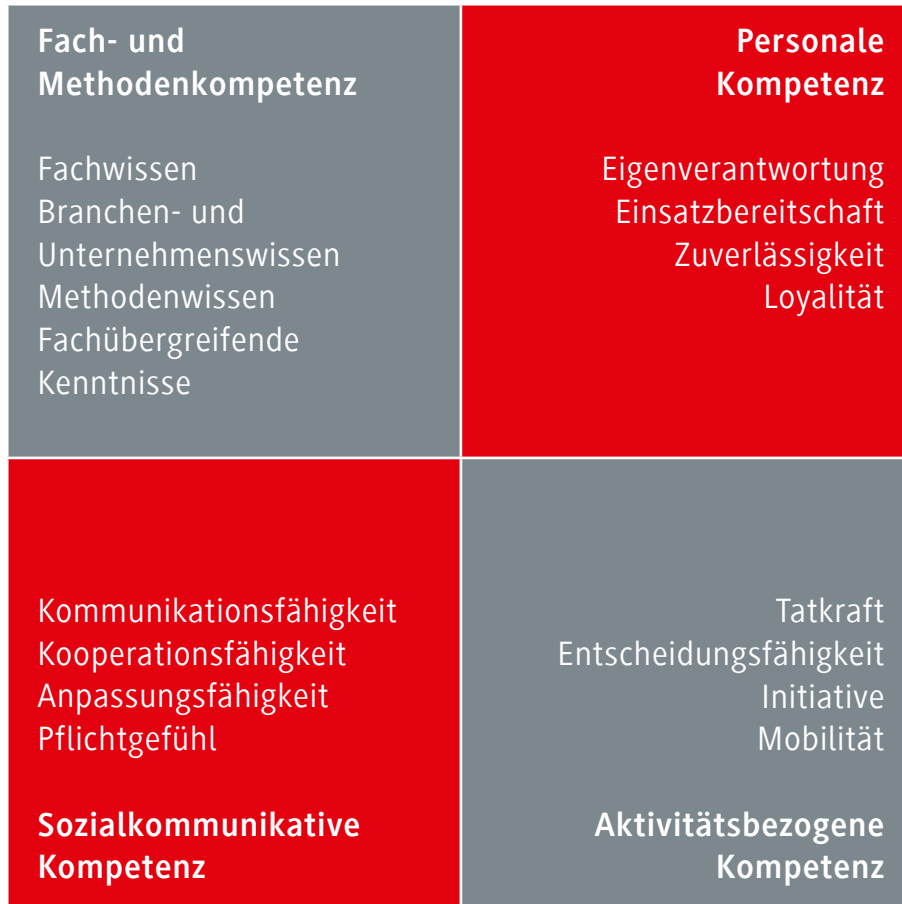 Fach- und
Methodenkompetenz
Fachwissen
Branchen- und
Unternehmenswissen
Methodenwissen
Fachübergreifende
Kenntnisse
Personale
Kompetenz
Eigenverantwortung
Einsatzbereitschaft
Zuverlässigkeit
Loyalität
Kommunikationsfähigkeit
Kooperationsfähigkeit
Anpassungsfähigkeit
Pflichtgefühl
Sozialkommunikative
Kompetenz
Tatkraft
Entscheidungsfähigkeit
Initiative
Mobilität
Aktivitätsbezogene
Kompetenz